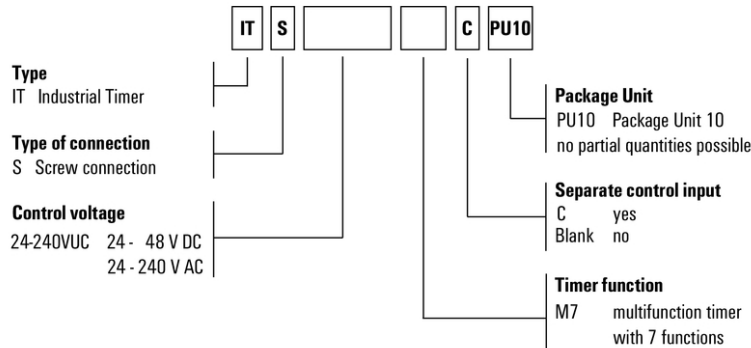 IT S C PU10
Type
IT Industrial Timer
Type of connection
S Screw connection
Control voltage
24-240VUC 24 - 48 V DC
24 - 240 V AC
Package Unit
PU10 Package Unit 10
no partial quantities possible
Separate control input
C yes
Blank no
Timer function
M7 multifunction timer
with 7 functions